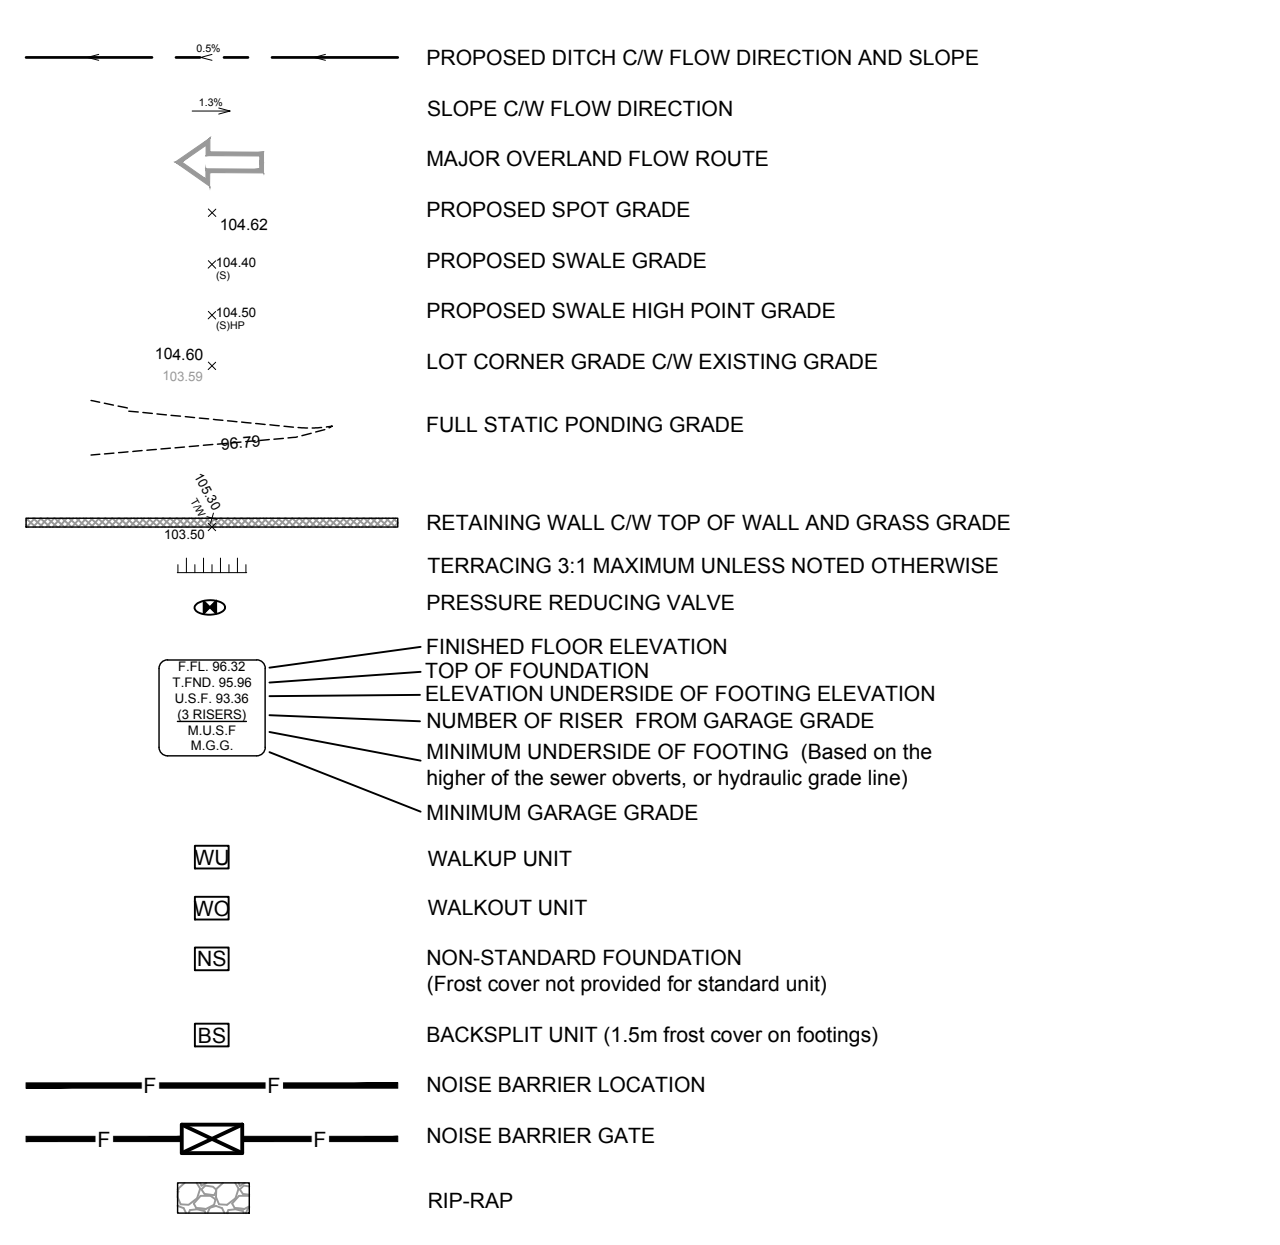 0.5%
PROPOSED DITCH C/W FLOW DIRECTION AND SLOPE
1.3%
SLOPE C/W FLOW DIRECTION
MAJOR OVERLAND FLOW ROUTE
104.62
PROPOSED SPOT GRADE
104.40
(S)
PROPOSED SWALE GRADE
104.50
(S)HP
PROPOSED SWALE HIGH POINT GRADE
104.60
103.59
LOT CORNER GRADE C/W EXISTING GRADE
96.79
FULL STATIC PONDING GRADE
105.30
T/W
103.50
RETAINING WALL C/W TOP OF WALL AND GRASS GRADE
TERRACING 3:1 MAXIMUM UNLESS NOTED OTHERWISE
PRESSURE REDUCING VALVE
F.FL. 96.32
T.FND. 95.96
U.S.F. 93.36
(3 RISERS)
M.U.S.F
M.G.G.
FINISHED FLOOR ELEVATION
TOP OF FOUNDATION
ELEVATION UNDERSIDE OF FOOTING ELEVATION
NUMBER OF RISER FROM GARAGE GRADE
MINIMUM UNDERSIDE OF FOOTING (Based on the
higher of the sewer obverts, or hydraulic grade line)
MINIMUM GARAGE GRADE
WU
WALKUP UNIT
WO
WALKOUT UNIT
NS
NON-STANDARD FOUNDATION
(Frost cover not provided for standard unit)
BS
BACKSPLIT UNIT (1.5m frost cover on footings)
F F
NOISE BARRIER LOCATION
F F
NOISE BARRIER GATE
RIP-RAP